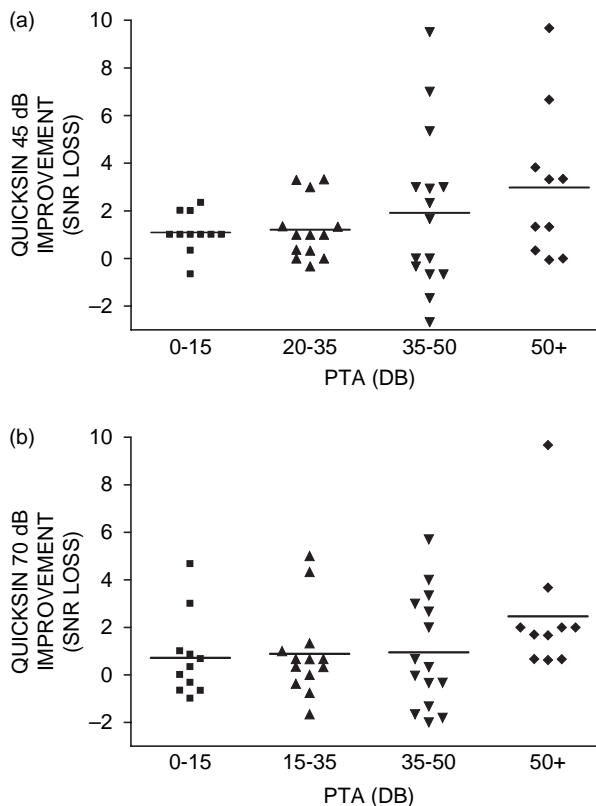 (a)
QUICKSIN 45 dB
IMPROVEMENT
(SNR LOSS)
10
8
6
4
2
0
−2
0-15
20-35
35-50
50+
PTA (DB)
(b)
QUICKSIN 70 dB
IMPROVEMENT
(SNR LOSS)
10
8
6
4
2
0
−2
0-15
15-35
35-50
50+
PTA (DB)